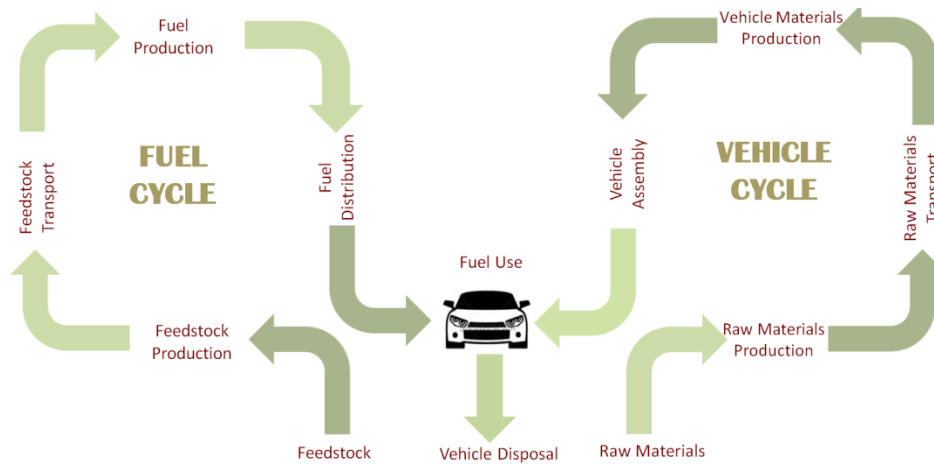 Fuel
Production
Vehicle Materials
Production
FUEL
CYCLE
VEHICLE
CYCLE
Feedstock
Transport
Fuel
Distribution
Vehicle
Assembly
Raw Materials
Transport
Fuel Use
Feedstock
Production
Raw Materials
Production
Feedstock
Vehicle Disposal
Raw Materials